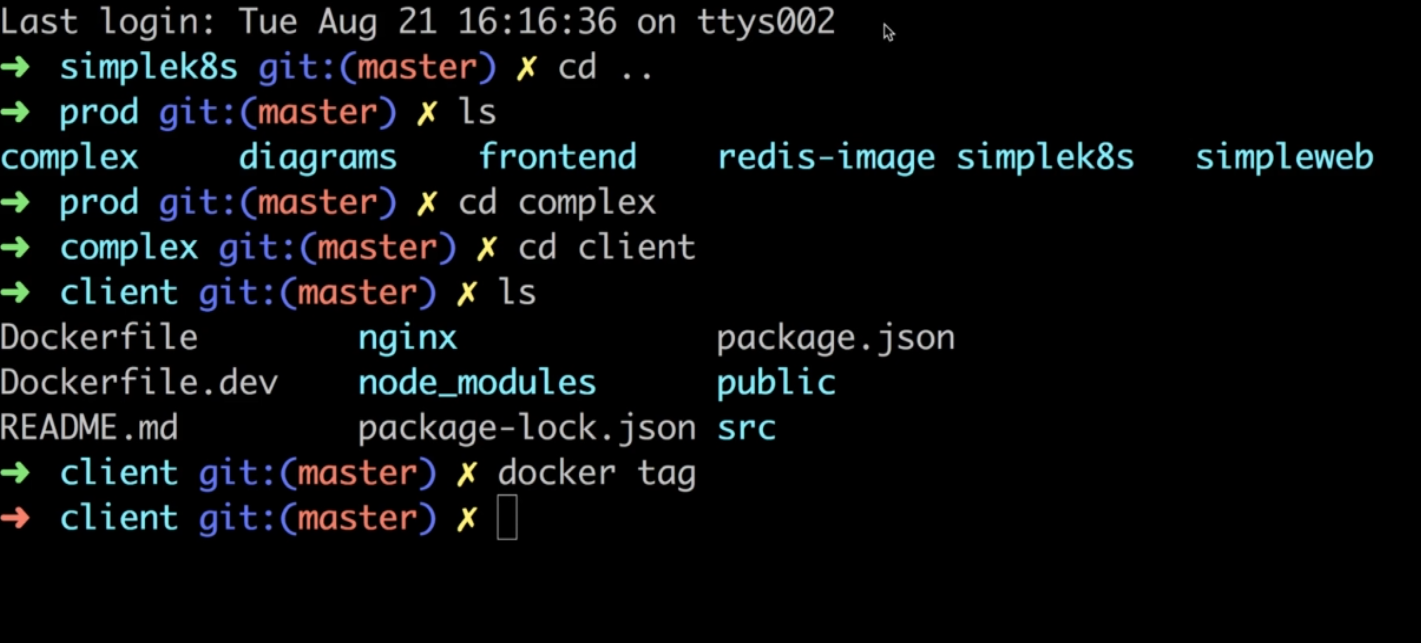 Last login: Tue Aug 21 16:16:36 on ttys002
➜ simplek8s git:(master) ✗ cd ..
➜ prod git:(master) ✗ ls
complex diagrams frontend redis-image simplek8s simpleweb
➜ prod git:(master) ✗ cd complex
➜ complex git:(master) ✗ cd client
➜ client git:(master) ✗ ls
Dockerfile nginx package.json
Dockerfile.dev node_modules public
README.md package-lock.json src
➜ client git:(master) ✗ docker tag
➜ client git:(master) ✗